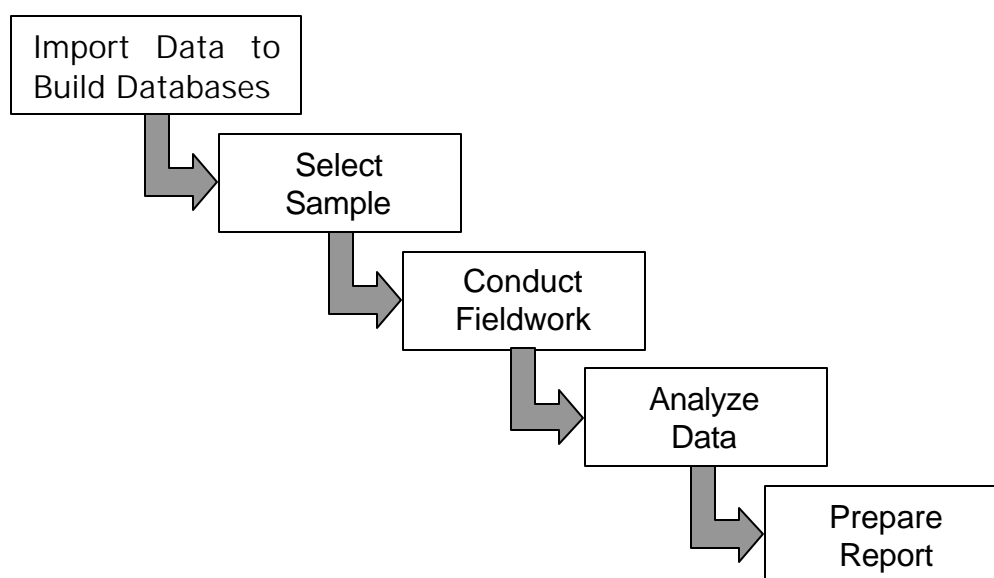 Import Data to
Build Databases
Select
Sample
Conduct
Fieldwork
Analyze
Data
Prepare
Report